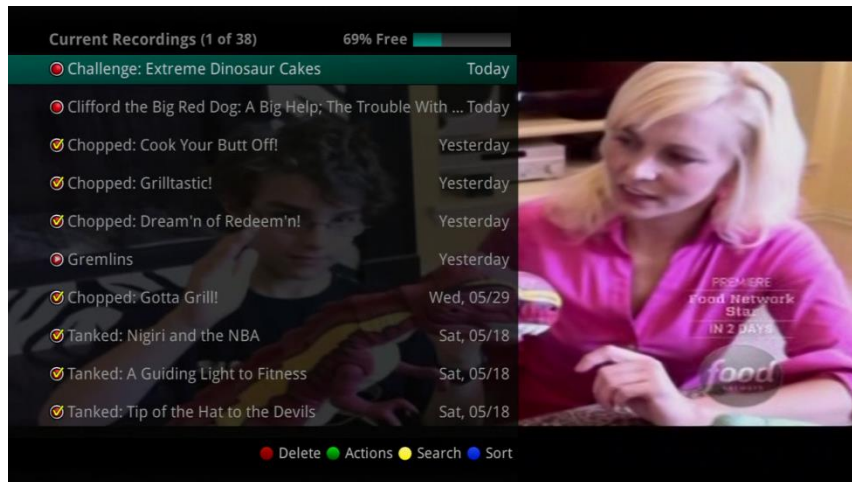 Current Recordings (1 of 38) 69% Free
Challenge: Extreme Dinosaur Cakes Today
Clifford the Big Red Dog: A Big Help; The Trouble With ... Today
Chopped: Cook Your Butt Off! Yesterday
Chopped: Grilltastic! Yesterday
Chopped: Dream'n of Redeem'n! Yesterday
Gremlins Yesterday
Chopped: Gotta Grill! Wed, 05/29
Tanked: Nigiri and the NBA Sat, 05/18
Tanked: A Guiding Light to Fitness Sat, 05/18
Tanked: Tip of the Hat to the Devils Sat, 05/18
Delete Actions Search Sort
PREMIERE
Food Network
Star
IN 2 DAYS
food
network